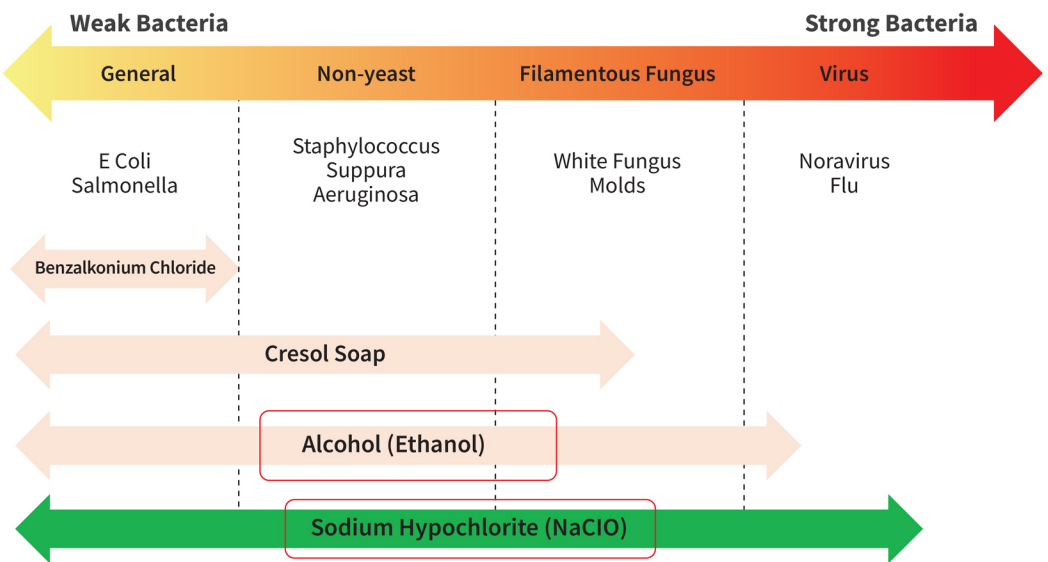 Weak Bacteria
Strong Bacteria
General
Non-yeast
Filamentous Fungus
Virus
E Coli
Salmonella
Staphylococcus
Suppura
Aeruginosa
White Fungus
Molds
Noravirus
Flu
Benzalkonium Chloride
Cresol Soap
Alcohol (Ethanol)
Sodium Hypochlorite (NaCIO)